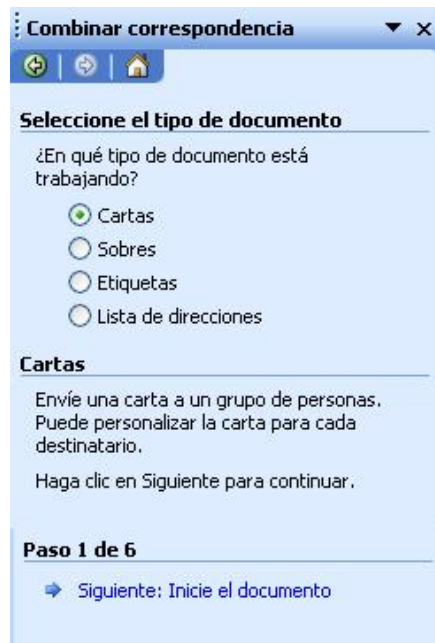 Combinar correspondencia
Seleccione el tipo de documento
¿En qué tipo de documento está
trabajando?
Cartas
Sobres
Etiquetas
Lista de direcciones
Cartas
Envíe una carta a un grupo de personas.
Puede personalizar la carta para cada
destinatario.
Haga clic en Siguiente para continuar.
Paso 1 de 6
Siguiente: Inicie el documento